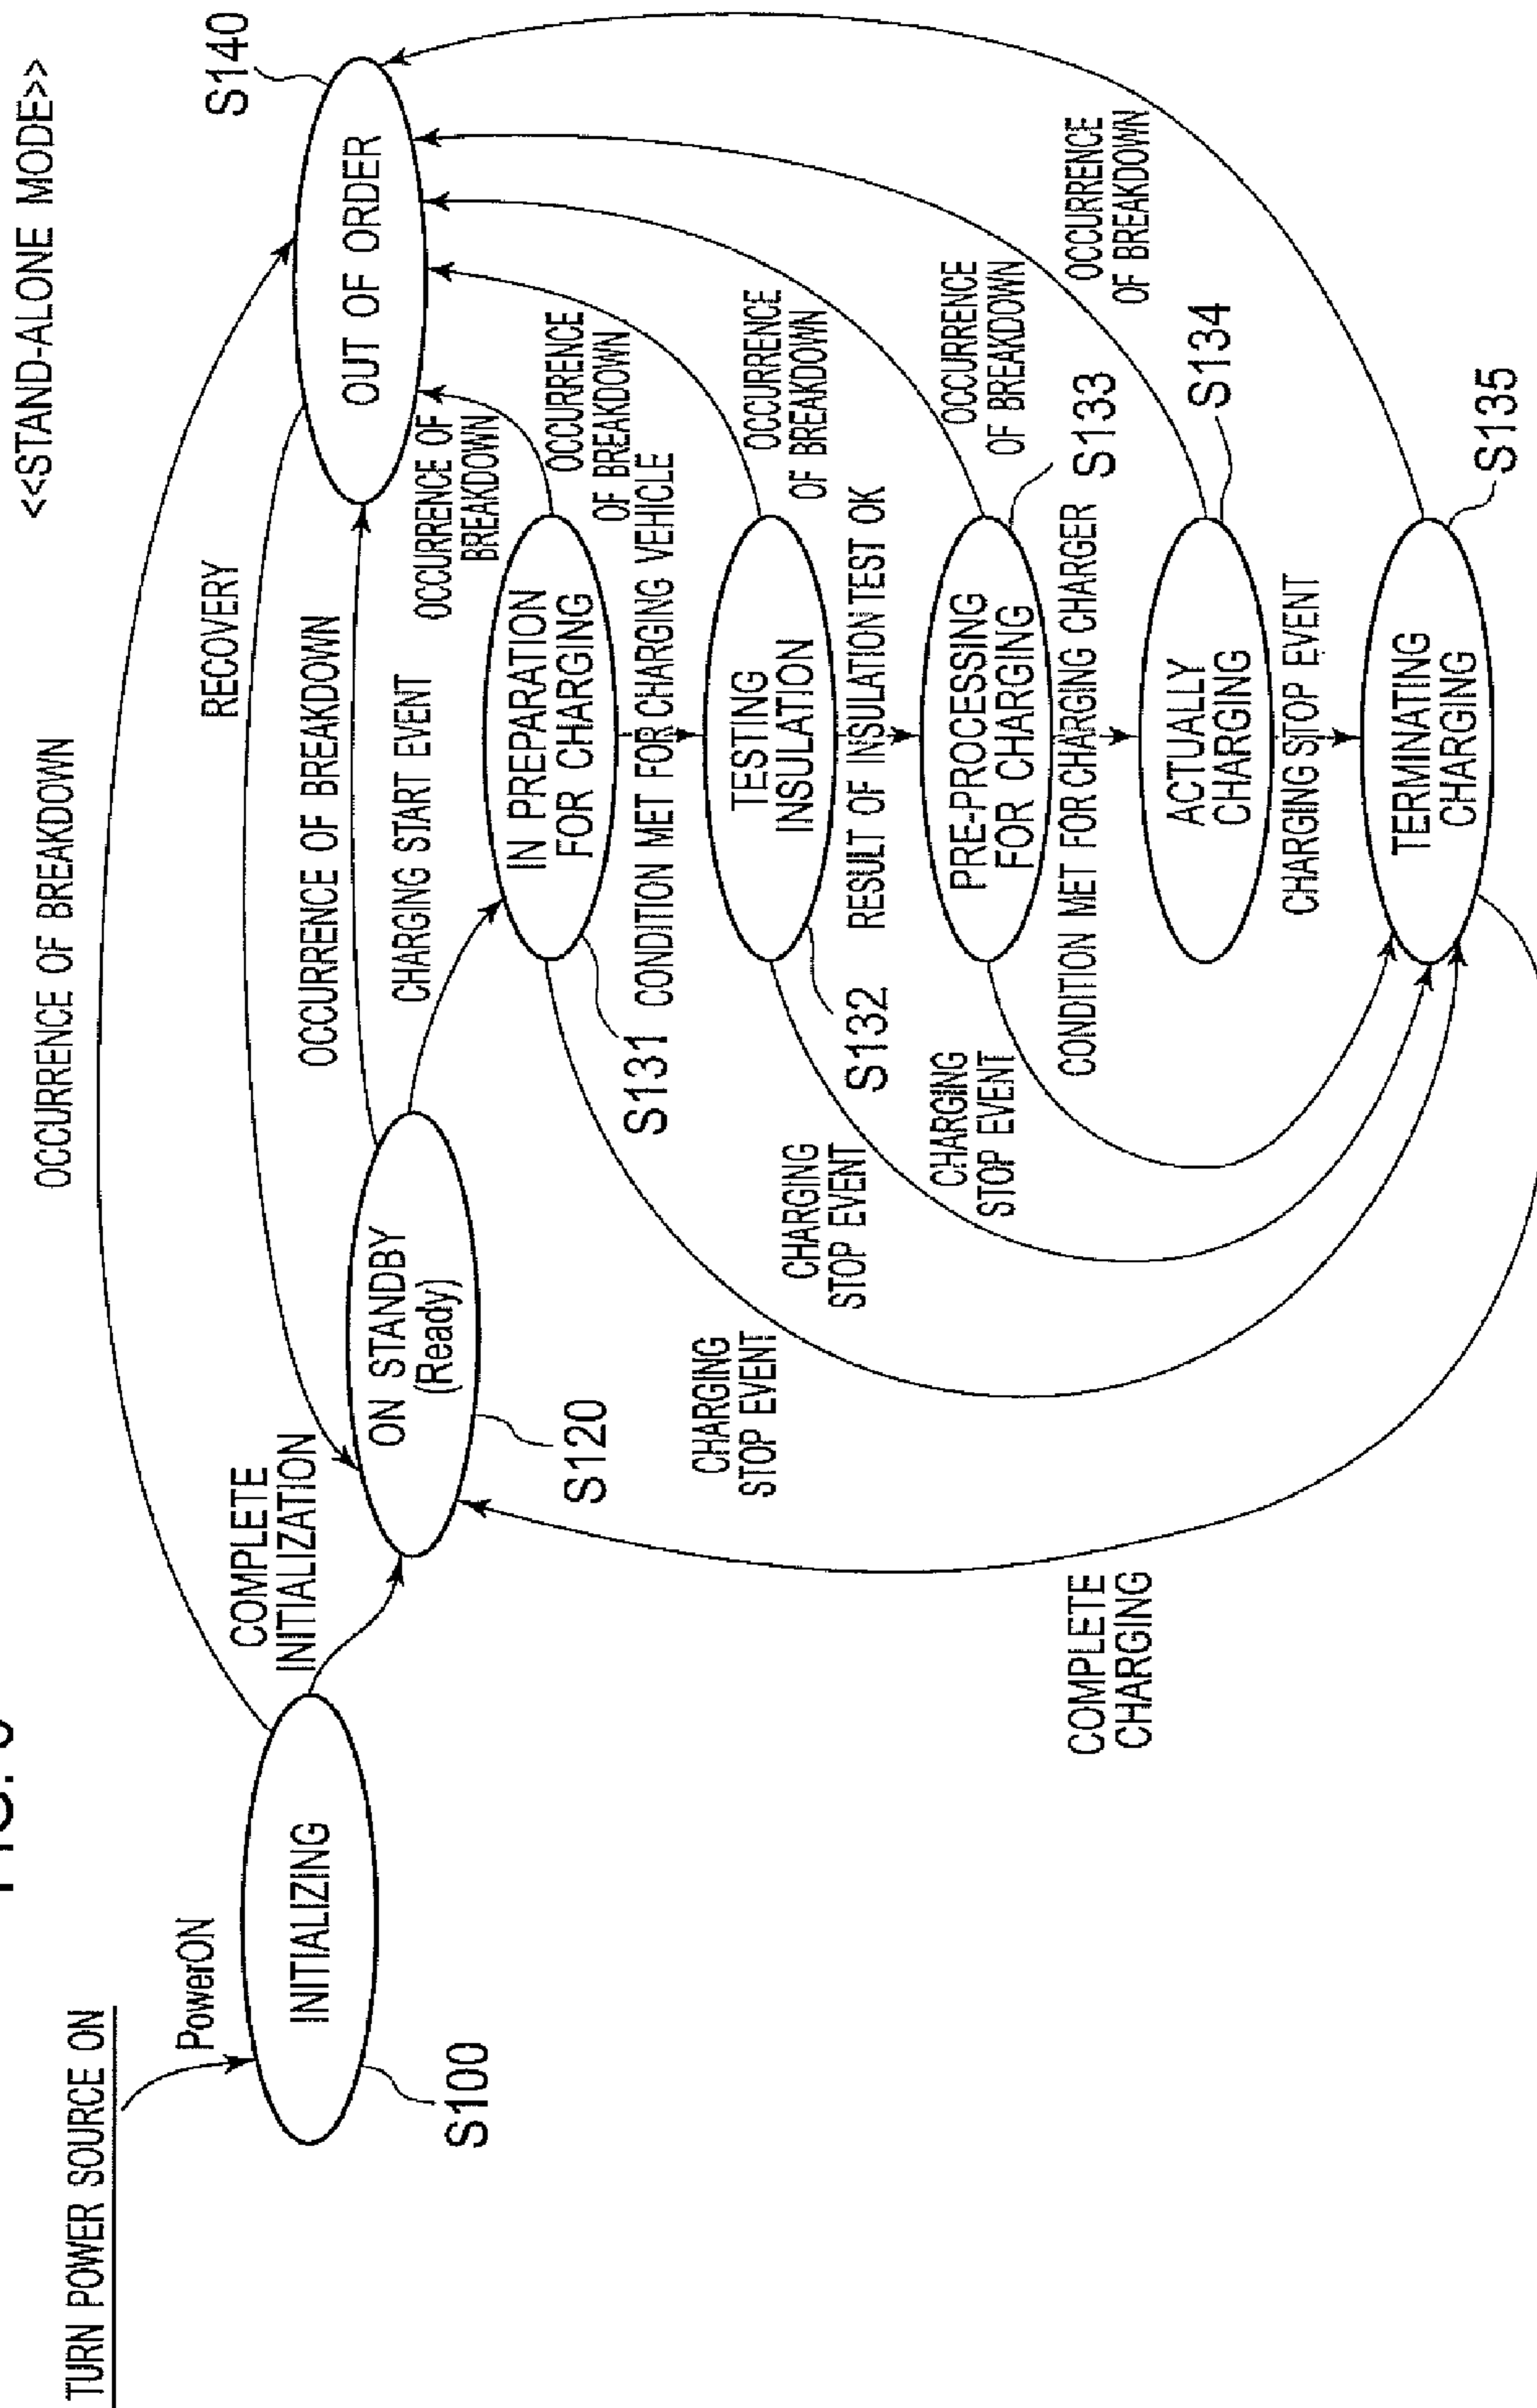 <<STAND-ALONE MODE>>
TURN POWER SOURCE ON
PowerON
INITIALIZING
S100
COMPLETE
INITIALIZATION
OCCURRENCE OF BREAKDOWN
ON STANDBY
(Ready)
S120
RECOVERY
OCCURRENCE OF BREAKDOWN
CHARGING START EVENT
OUT OF ORDER
S140
OCCURRENCE OF
BREAKDOWN
IN PREPARATION
FOR CHARGING
S131
OCCURRENCE
OF BREAKDOWN
CONDITION MET FOR CHARGING VEHICLE
TESTING
INSULATION
S132
OCCURRENCE
OF BREAKDOWN
RESULT OF INSULATION TEST OK
PRE-PROCESSING
FOR CHARGING
S133
OCCURRENCE
OF BREAKDOWN
CONDITION MET FOR CHARGING CHARGER
ACTUALLY
CHARGING
S134
OCCURRENCE
OF BREAKDOWN
CHARGING STOP EVENT
TERMINATING
CHARGING
S135
CHARGING
STOP EVENT
CHARGING
STOP EVENT
CHARGING
STOP EVENT
COMPLETE
CHARGING